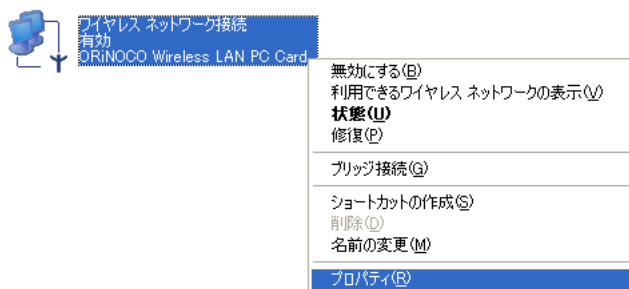 ワイヤレス ネットワーク接続
有効
ORiNOCO Wireless LAN PC Card
無効にする(B)
利用できるワイヤレス ネットワークの表示(V)
状態(U)
修復(P)
ブリッジ接続(G)
ショートカットの作成(S)
削除(D)
名前の変更(M)
プロパティ(R)